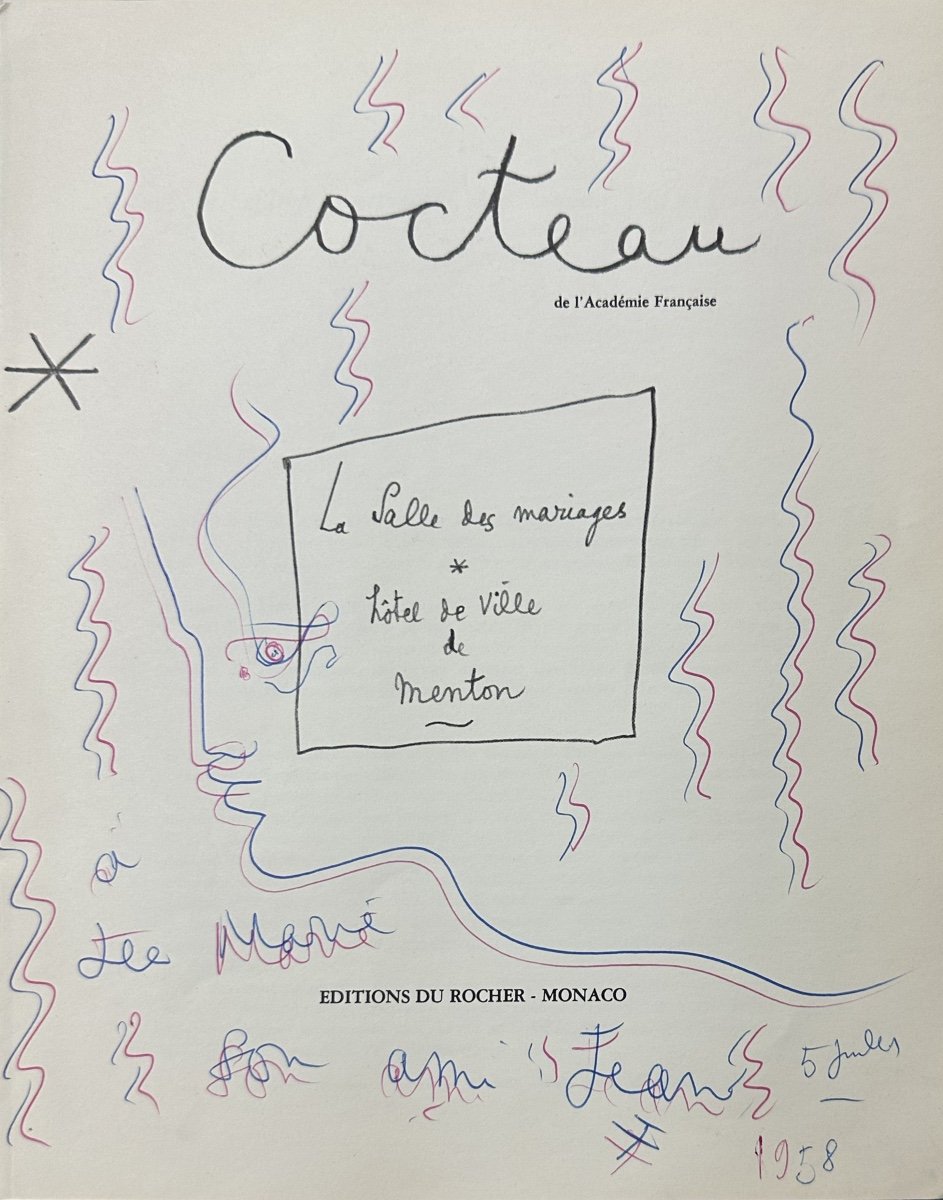 Cocteau
de l'Académie Française
La Salle des mariages
*
hôtel de ville
de
menton
à
Marie
EDITIONS DU ROCHER - MONACO
son ami Jean
*
5
1958